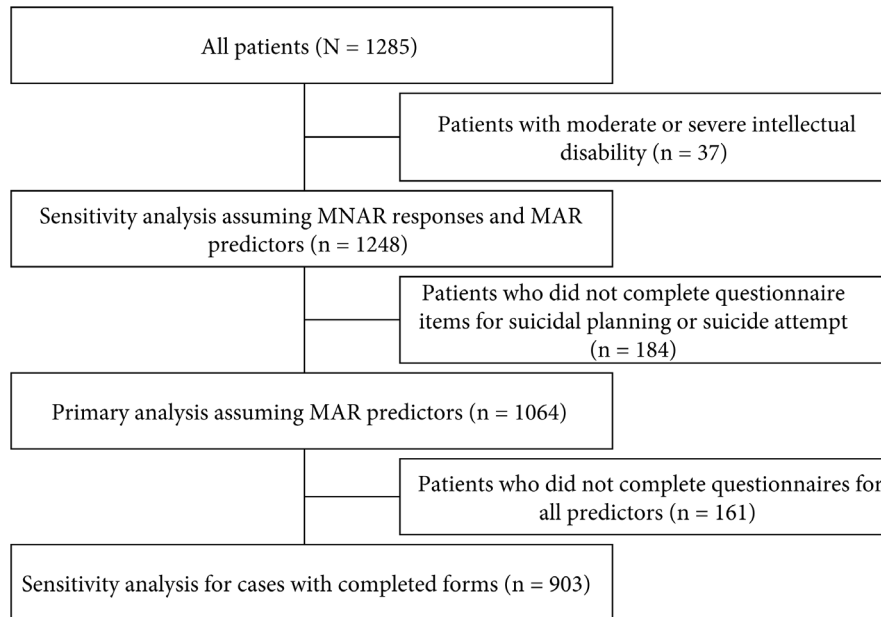 All patients (N = 1285)
Patients with moderate or severe intellectual
disability (n = 37)
Sensitivity analysis assuming MNAR responses and MAR
predictors (n = 1248)
Patients who did not complete questionnaire
items for suicidal planning or suicide attempt
(n = 184)
Primary analysis assuming MAR predictors (n = 1064)
Patients who did not complete questionnaires for
all predictors (n = 161)
Sensitivity analysis for cases with completed forms (n = 903)